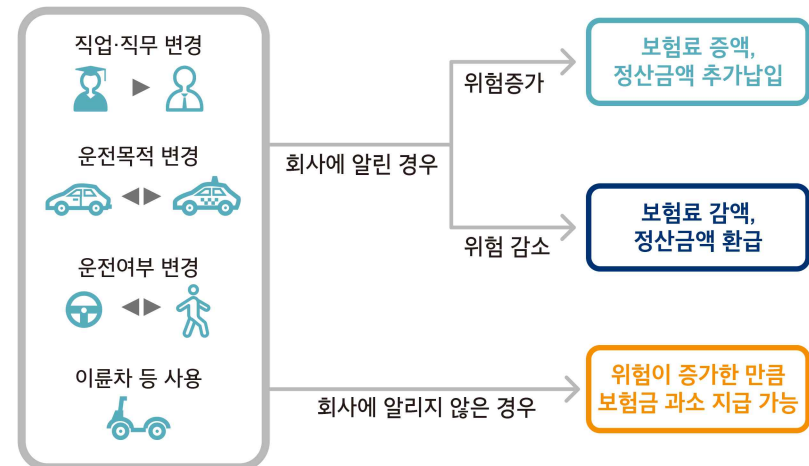 직업·직무 변경
운전목적 변경
운전여부 변경
이륜차 등 사용
회사에 알린 경우
위험증가
보험료 증액,
정산금액 추가납입
위험 감소
보험료 감액,
정산금액 환급
회사에 알리지 않은 경우
위험이 증가한 만큼
보험금 과소 지급 가능